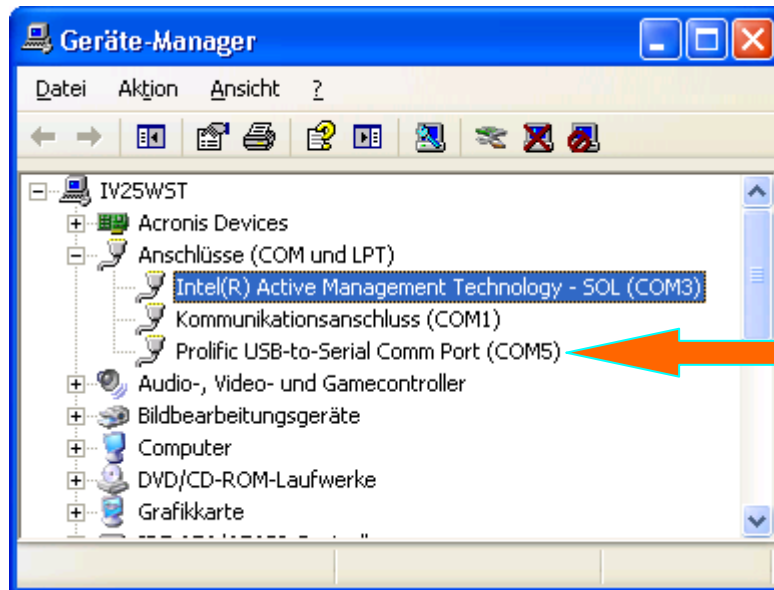 Geräte-Manager
Datei Aktion Ansicht ?
IV25WST
Acronis Devices
Anschlüsse (COM und LPT)
Intel(R) Active Management Technology - SOL (COM3)
Kommunikationsanschluss (COM1)
Prolific USB-to-Serial Comm Port (COM5)
Audio-, Video- und Gamecontroller
Bildbearbeitungsgeräte
Computer
DVD/CD-ROM-Laufwerke
Grafikkarte